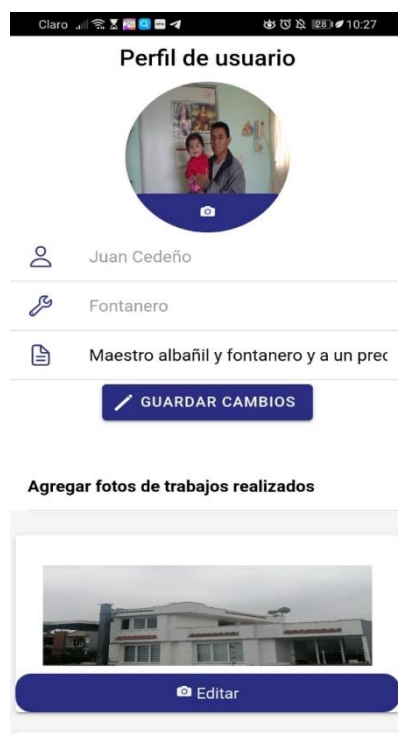 Claro 28 10:27
Perfil de usuario
Juan Cedeño
Fontanero
Maestro albañil y fontanero y a un prec
GUARDAR CAMBIOS
Agregar fotos de trabajos realizados
Editar